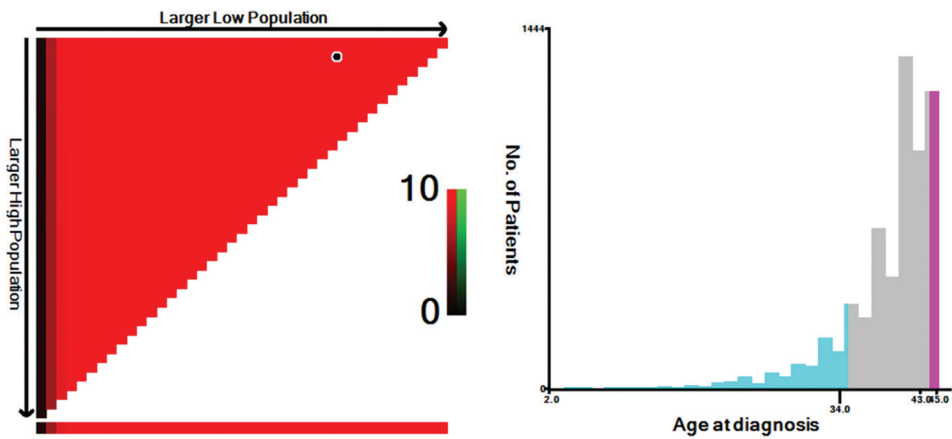 Larger Low Population
Larger High Population
10
0
1444
No. of Patients
0
2.0
34.0
43.0
45.0
Age at diagnosis